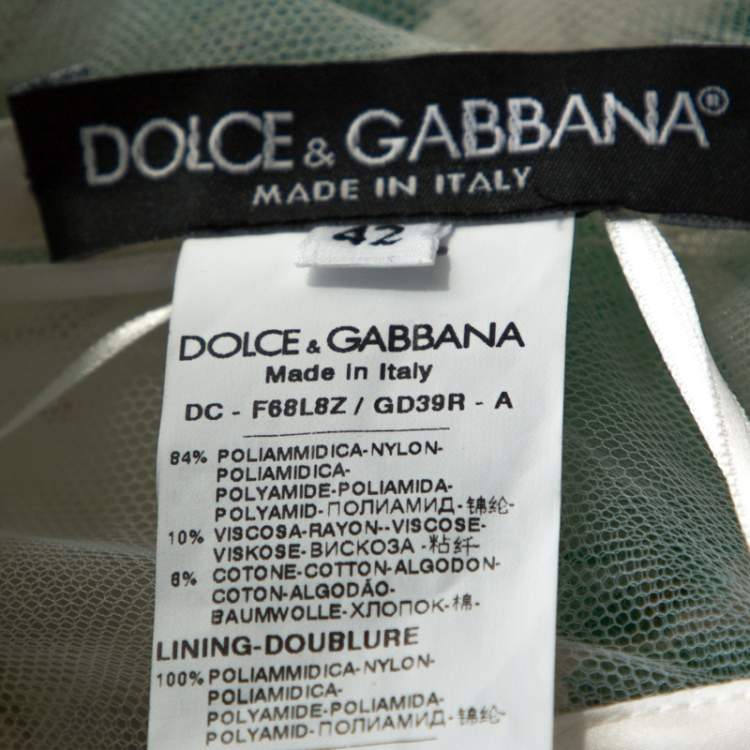 DOLCE & GABBANA®
MADE IN ITALY
42
DOLCE & GABBANA
Made in Italy
DC - F68L8Z / GD39R - A
84% POLIAMMIDICA-NYLON-
POLIAMIDICA-
POLYAMIDE-POLIAMIDA-
POLYAMID-ПОЛИАМИД-锦纶-
10% VISCOSA-RAYON--VISCOSE-
VISKOSE-ВИСКОЗА -粘纤-
6% COTONE-COTTON-ALGODON-
COTON-ALGODÃO-
BAUMWOLLE-ХЛОПОК-棉-
LINING-DOUBLURE
100% POLIAMMIDICA-NYLON-
POLIAMIDICA-
POLYAMIDE-POLIAMIDA-
POLYAMID-ПОЛИАМИД-锦纶-